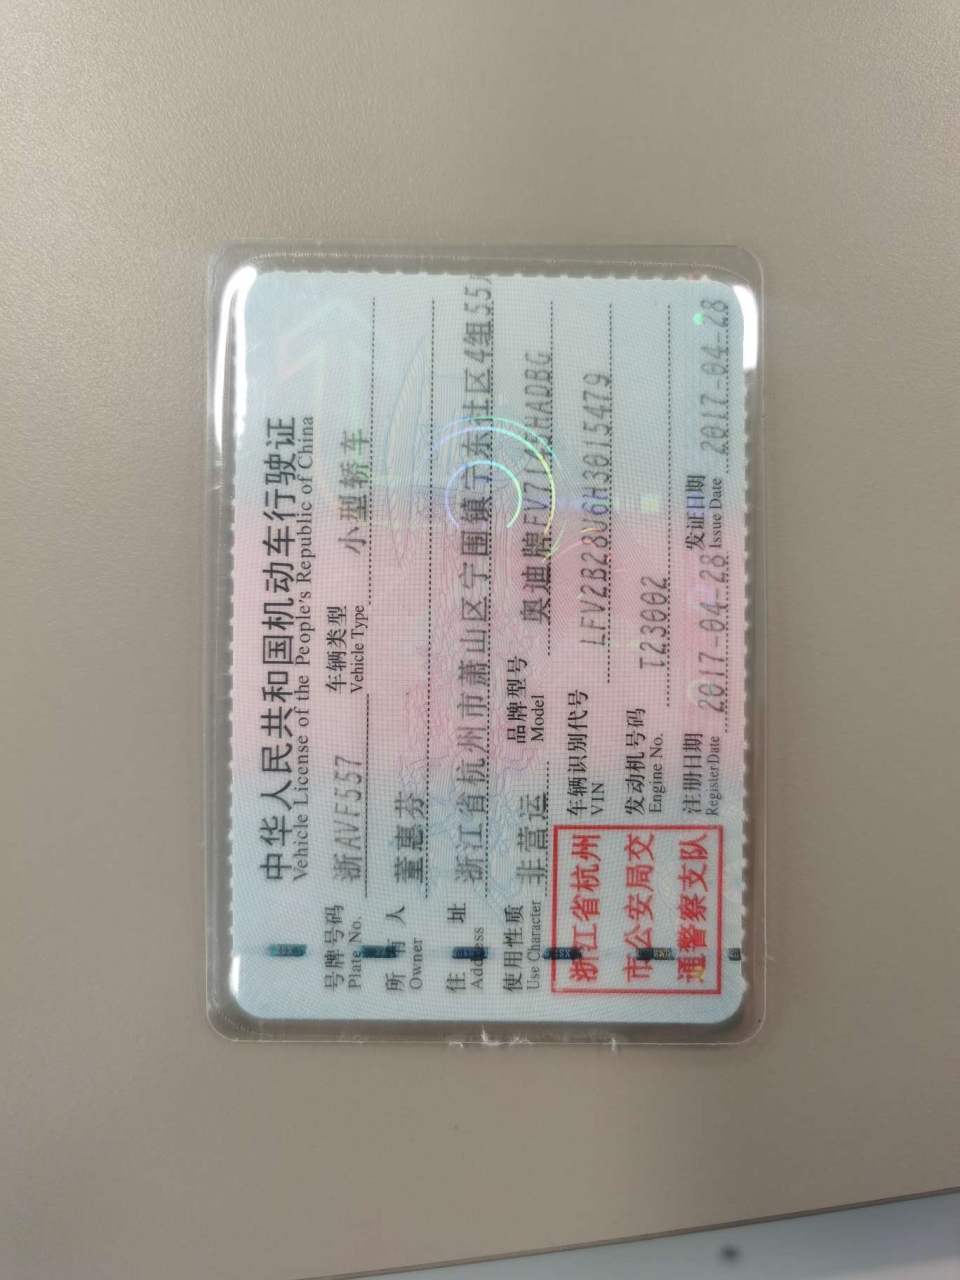 中华人民共和国机动车行驶证
Vehicle License of the People's Republic of China
号牌号码 浙AVF557 车辆类型 小型轿车
Plate No. Vehicle Type
所有人 董惠芬
Owner
住址 浙江省杭州市萧山区宁围镇宁东社区4组55
Address
使用性质 非营运 品牌型号 奥迪牌
Use Character Model
浙江省杭州
市公安局交
通警察支队
车辆识别代号 LFV2B28U6H3015479
VIN
发动机号码 T23002
Engine No.
注册日期 2017-04-28 发证日期 2017-04-28
Register Date Issue Date